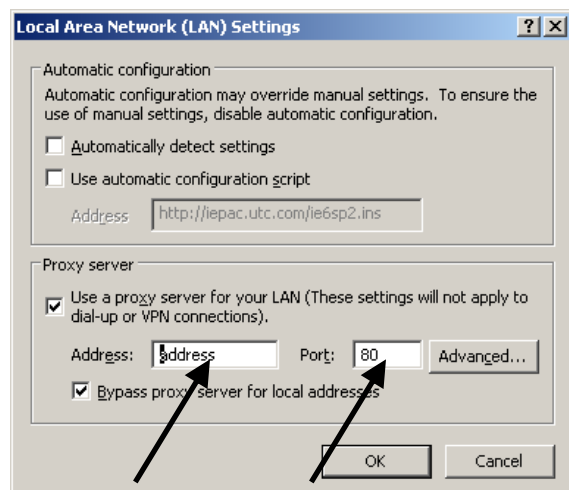 Local Area Network (LAN) Settings
Automatic configuration
Automatic configuration may override manual settings. To ensure the
use of manual settings, disable automatic configuration.
Automatically detect settings
Use automatic configuration script
Address http://iepac.utc.com/ie6sp2.ins
Proxy server
Use a proxy server for your LAN (These settings will not apply to
dial-up or VPN connections).
Address: address Port: 80 Advanced...
Bypass proxy server for local addresses
OK Cancel